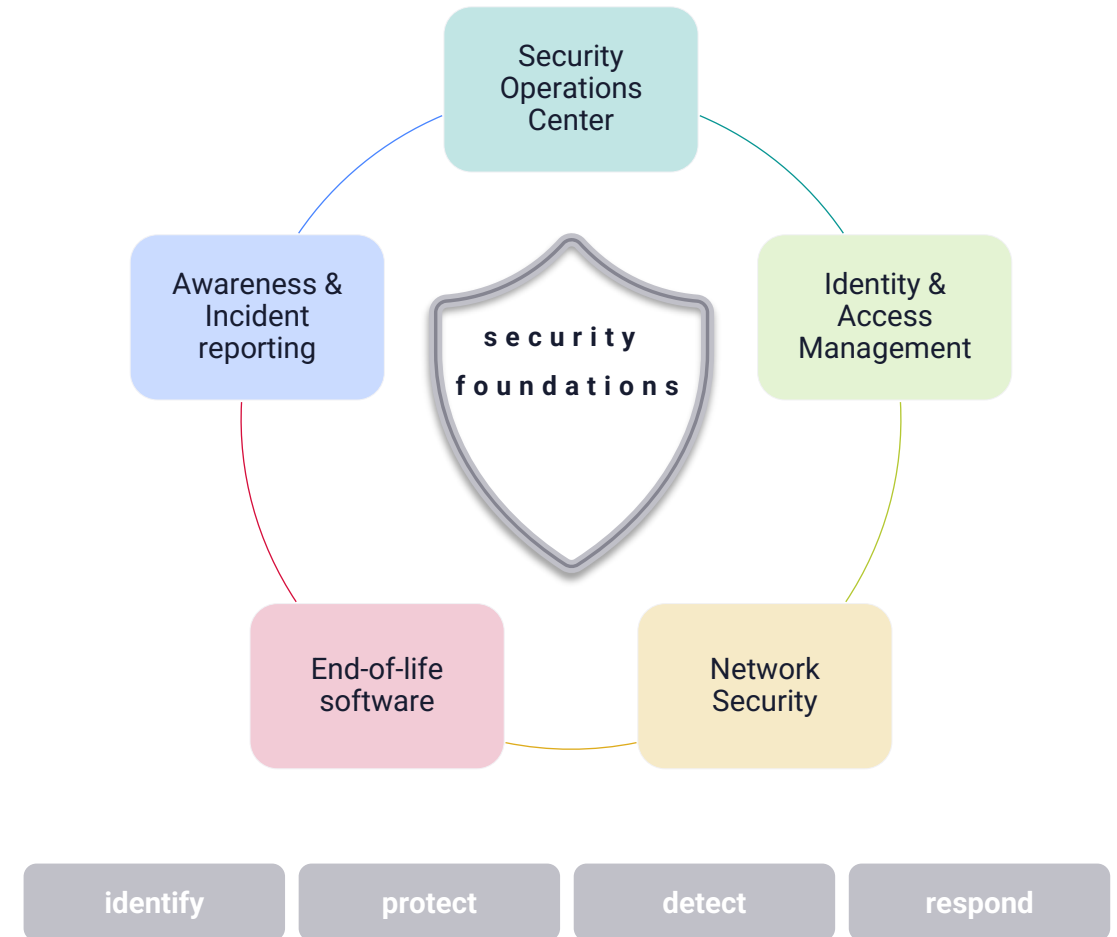 Security
Operations
Center
Awareness &
Incident
reporting
Identity &
Access
Management
security
foundations
End-of-life
software
Network
Security
identify
protect
detect
respond